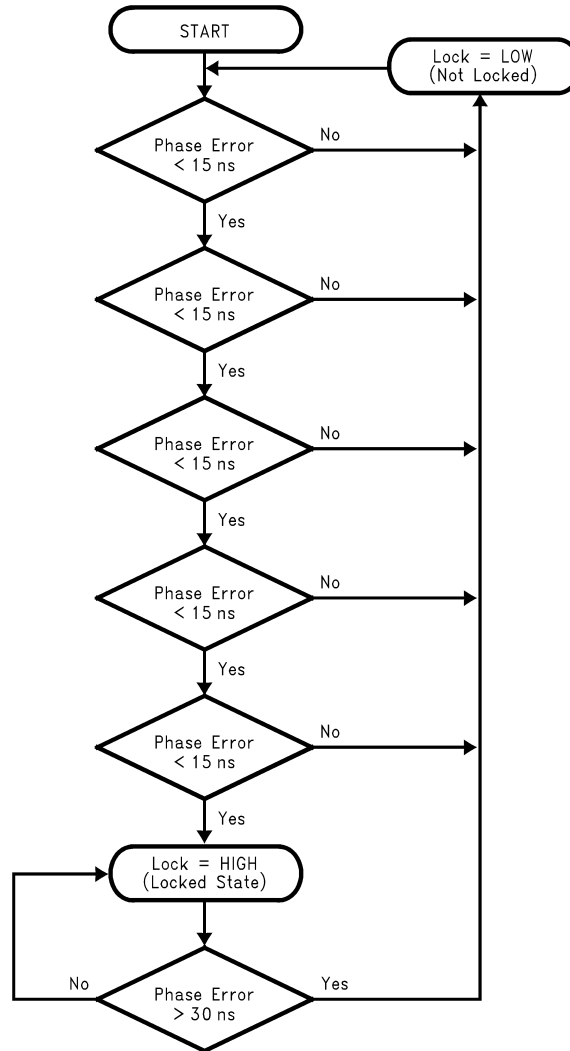 START
Lock = LOW
(Not Locked)
Phase Error
< 15 ns
No
Yes
Phase Error
< 15 ns
No
Yes
Phase Error
< 15 ns
No
Yes
Phase Error
< 15 ns
No
Yes
Phase Error
< 15 ns
No
Yes
Lock = HIGH
(Locked State)
No
Phase Error
> 30 ns
Yes